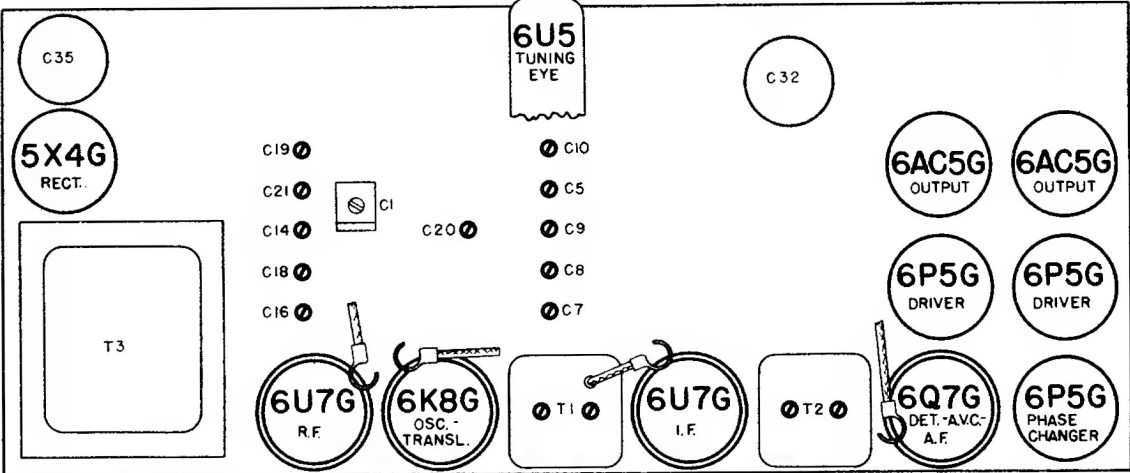 C35
6U5
TUNING
EYE
C32
5X4G
RECT.
C19
C10
6AC5G
OUTPUT
6AC5G
OUTPUT
C21
C1
C5
C14
C20
C9
C18
C8
6P5G
DRIVER
6P5G
DRIVER
C16
C7
T3
6U7G
R.F.
6K8G
OSC.-
TRANSL.
T1
6U7G
I.F.
T2
6Q7G
DET.-A.V.C.-
A.F.
6P5G
PHASE
CHANGER